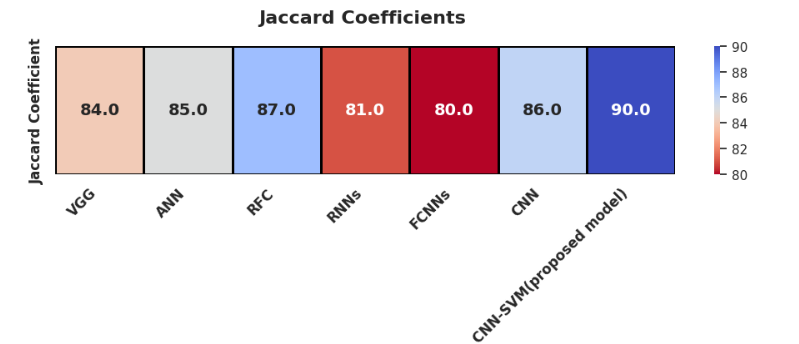 Jaccard Coefficients
Jaccard Coefficient
84.0 85.0 87.0 81.0 80.0 86.0 90.0
VGG ANN RFC RNNs FCNNs CNN CNN-SVM(proposed model)
90
88
86
84
82
80